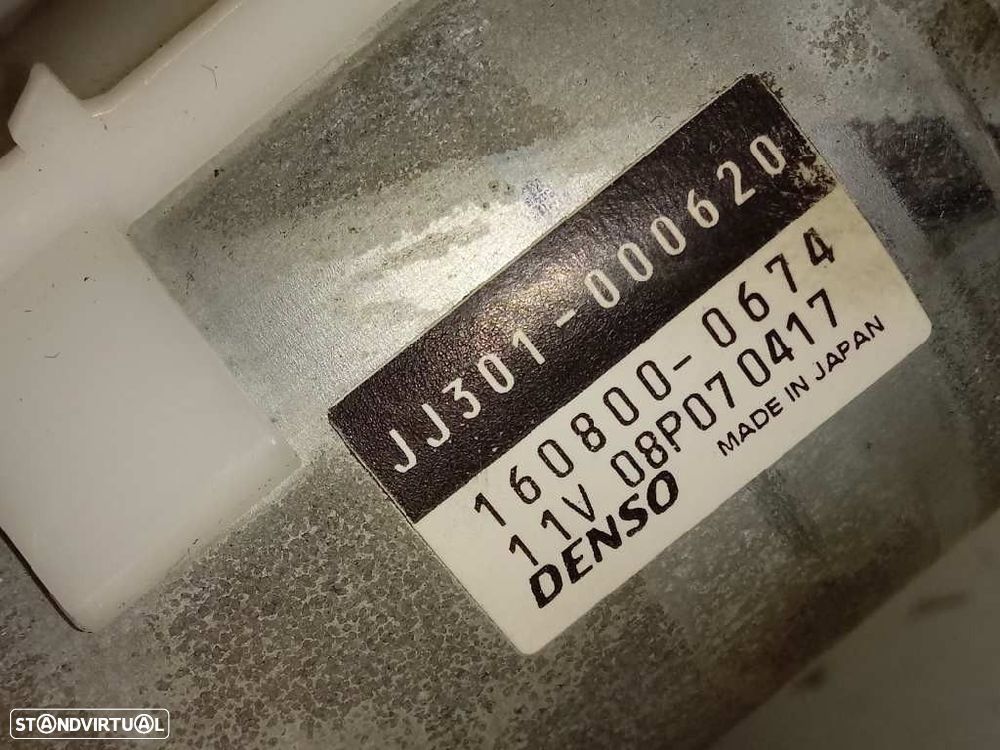 JJ301-000620
160800-0674
11V 08P070417
DENSO MADE IN JAPAN
STANDVIRTUAL